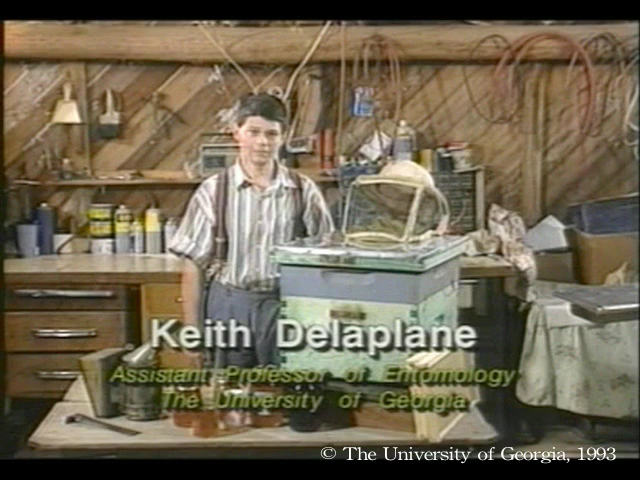 Keith Delaplane
Assistant Professor of Entomology
The University of Georgia
© The University of Georgia, 1993